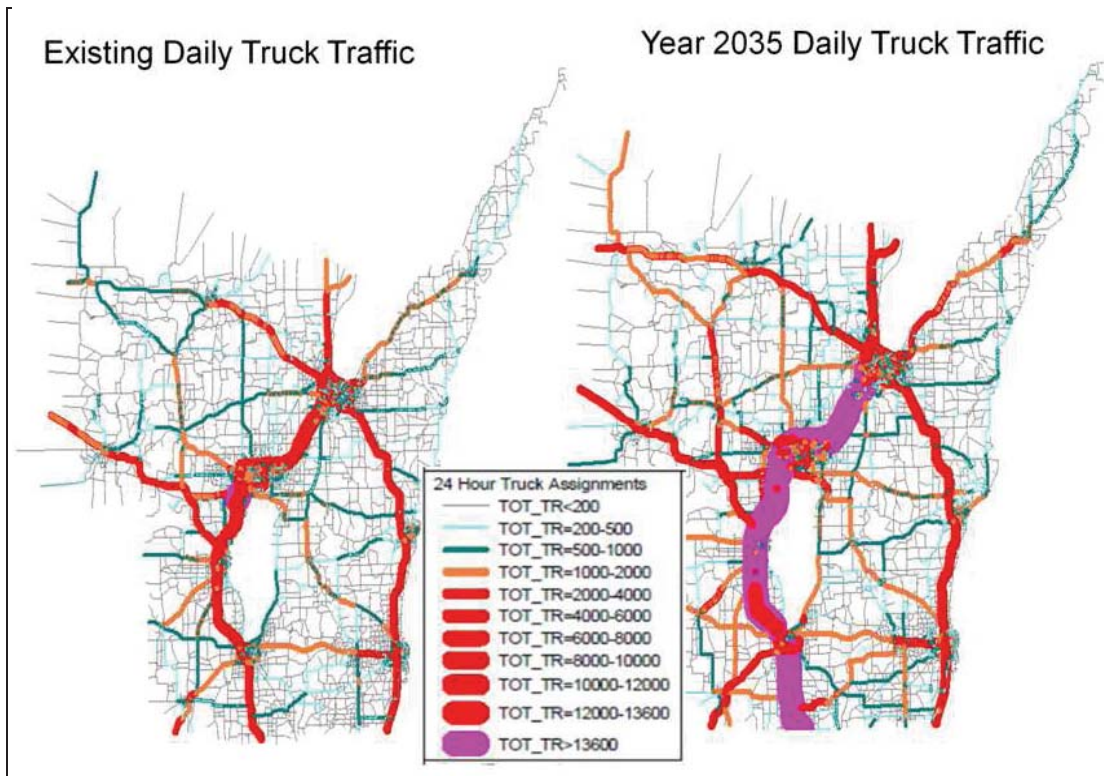 Existing Daily Truck Traffic
Year 2035 Daily Truck Traffic
24 Hour Truck Assignments
TOT_TR<200
TOT_TR=200-500
TOT_TR=500-1000
TOT_TR=1000-2000
TOT_TR=2000-4000
TOT_TR=4000-6000
TOT_TR=6000-8000
TOT_TR=8000-10000
TOT_TR=10000-12000
TOT_TR=12000-13600
TOT_TR>13600